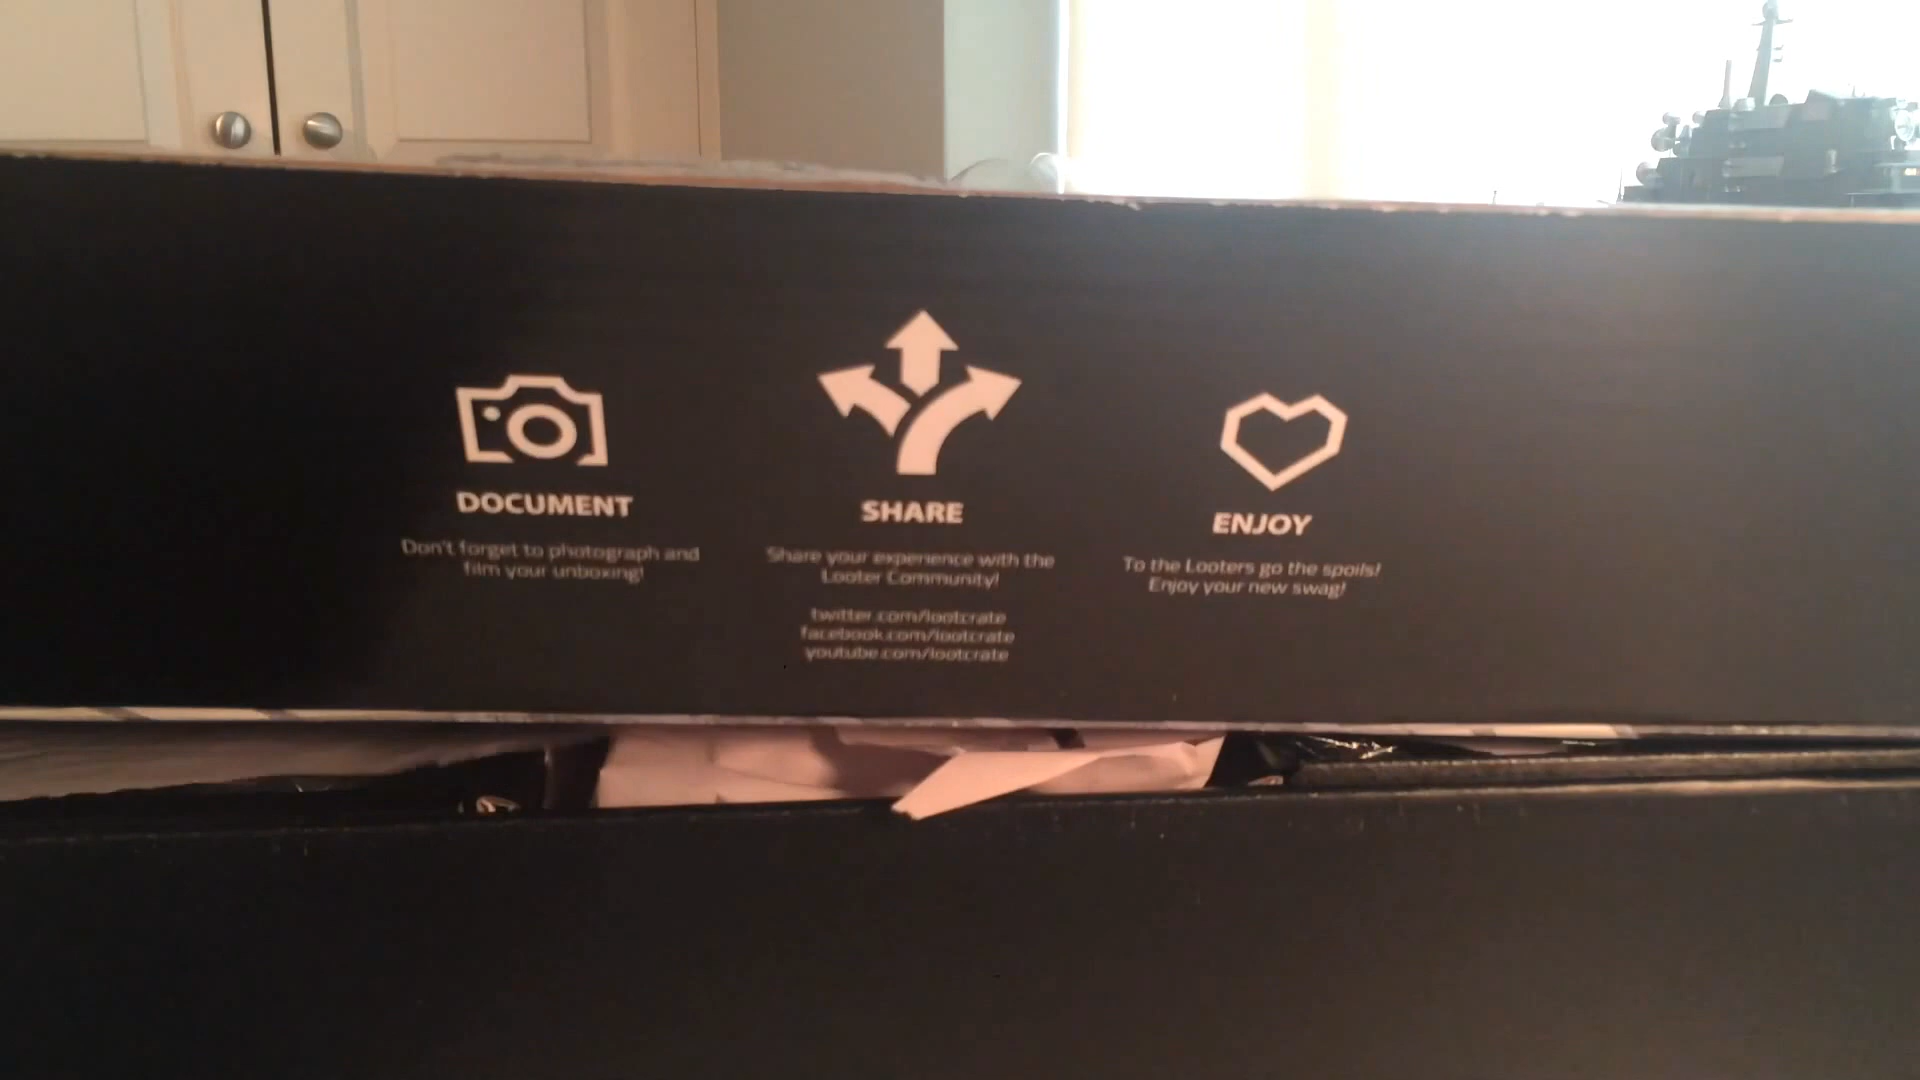 DOCUMENT
Don't forget to photograph and
film your unboxing!
SHARE
Share your experience with the
Looter Community!
twitter.com/lootcrate
facebook.com/lootcrate
youtube.com/lootcrate
ENJOY
To the Looters go the spoils!
Enjoy your new swag!